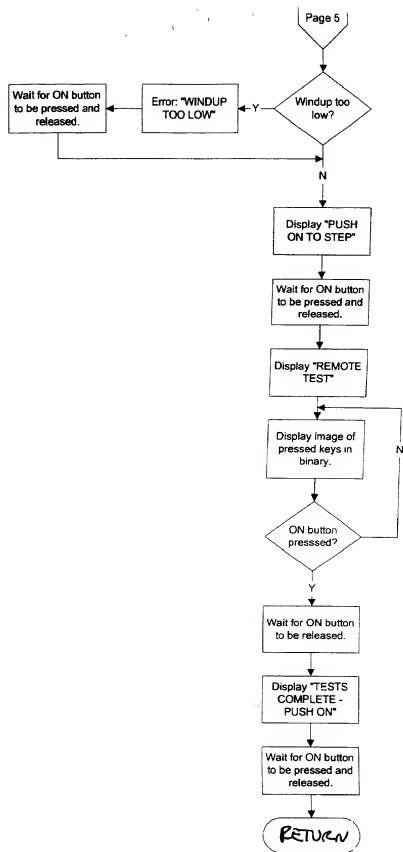 Page 5
Windup too
low?
Y
Error: "WINDUP
TOO LOW"
Wait for ON button
to be pressed and
released.
N
Display "PUSH
ON TO STEP"
Wait for ON button
to be pressed and
released.
Display "REMOTE
TEST"
Display image of
pressed keys in
binary.
N
ON button
presssed?
Y
Wait for ON button
to be released.
Display "TESTS
COMPLETE -
PUSH ON"
Wait for ON button
to be pressed and
released.
RETURN